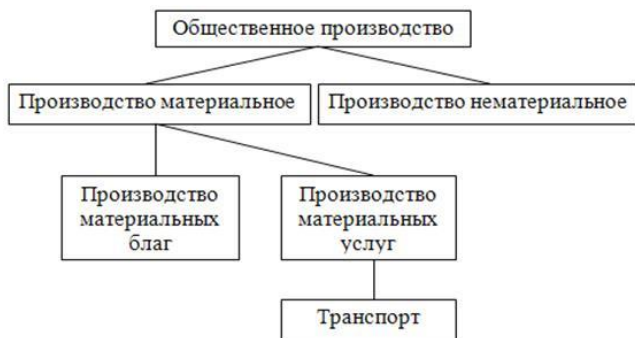 Общественное производство
Производство материальное
Производство нематериальное
Производство
материальных
благ
Производство
материальных
услуг
Транспорт